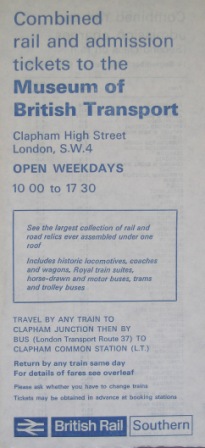 Combined
rail and admission
tickets to the
Museum of
British Transport
Clapham High Street
London, S.W.4
OPEN WEEKDAYS
10 00 to 17 30
See the largest collection of rail and
road relics ever assembled under one
roof
Includes historic locomotives, coaches
and wagons, Royal train suites,
horse-drawn and motor buses, trams
and trolley buses
TRAVEL BY ANY TRAIN TO
CLAPHAM JUNCTION THEN BY
BUS (London Transport Route 37) TO
CLAPHAM COMMON STATION (L.T.)
Return by any train same day
For details of fares see overleaf
Please ask whether you have to change trains
Tickets may be obtained in advance at booking stations
British Rail Southern